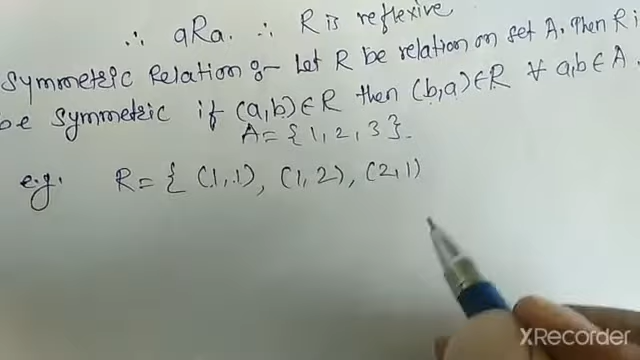 ∴ aRa. ∴ R is reflexive
Symmetric Relation :- Let R be relation on set A. Then R i
be symmetric if (a,b)∈R then (b,a)∈R ∀ a,b∈A.
A={1,2,3}.
e.g. R={ (1,1), (1,2), (2,1)
XRecorder